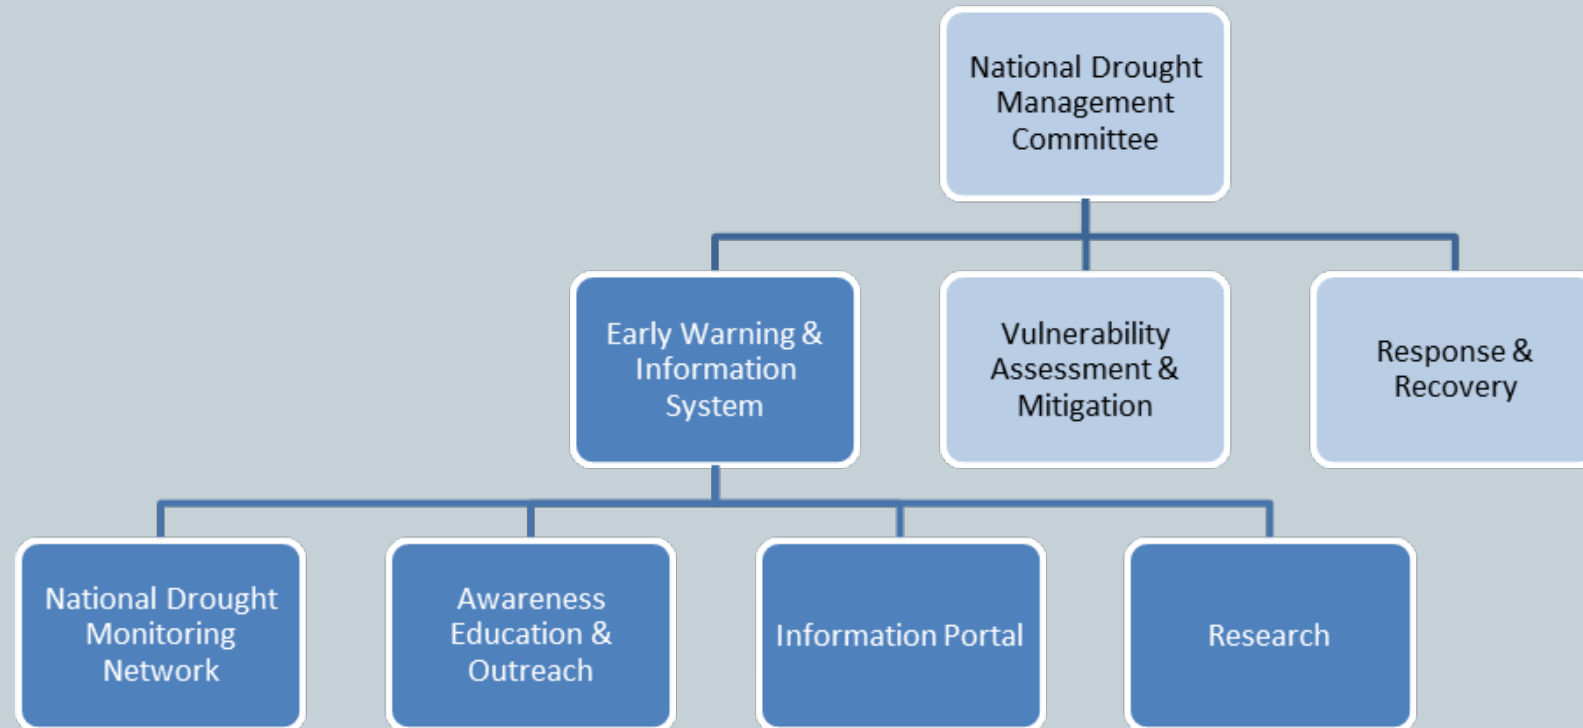 National Drought
Management
Committee
Early Warning &
Information
System
Vulnerability
Assessment &
Mitigation
Response &
Recovery
National Drought
Monitoring
Network
Awareness
Education &
Outreach
Information Portal
Research